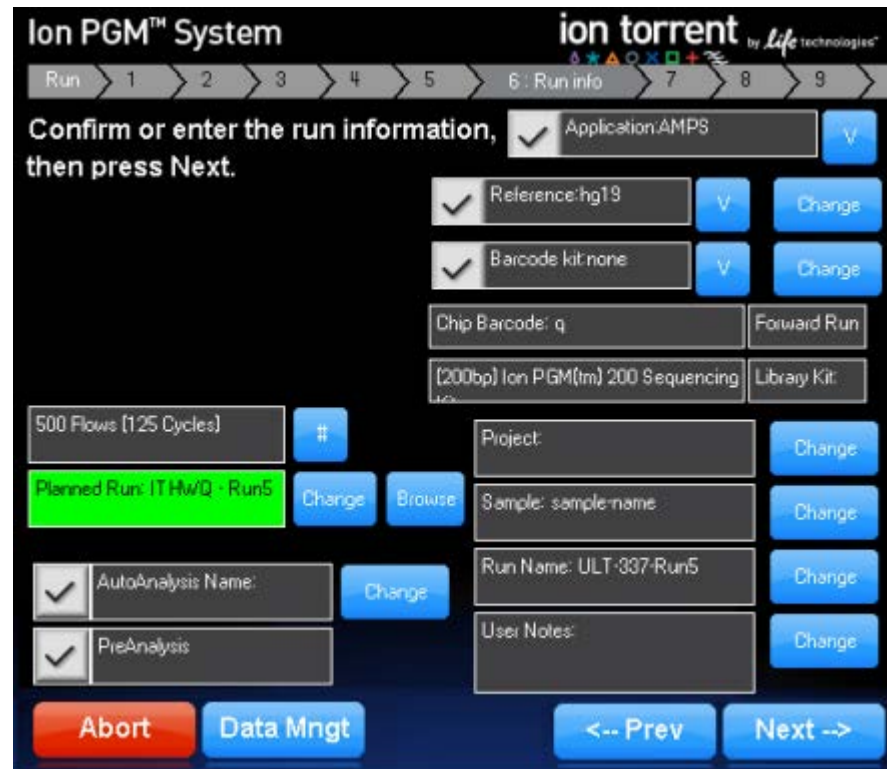 Ion PGM™ System
ion torrent by life technologies™
Run 1 2 3 4 5 6 : Run info 7 8 9
Confirm or enter the run information,
then press Next.
Application:AMPS
V
Reference:hg19
V
Change
Barcode kit:none
V
Change
Chip Barcode: q
Forward Run
(200bp) Ion PGM(tm) 200 Sequencing
Library Kit:
500 Flows (125 Cycles)
#
Planned Run: ITHWQ - Run5
Change
Browse
Project:
Change
Sample: sample-name
Change
AutoAnalysis Name:
Change
Run Name: ULT-337-Run5
Change
PreAnalysis
User Notes:
Change
Abort
Data Mngt
<-- Prev
Next -->